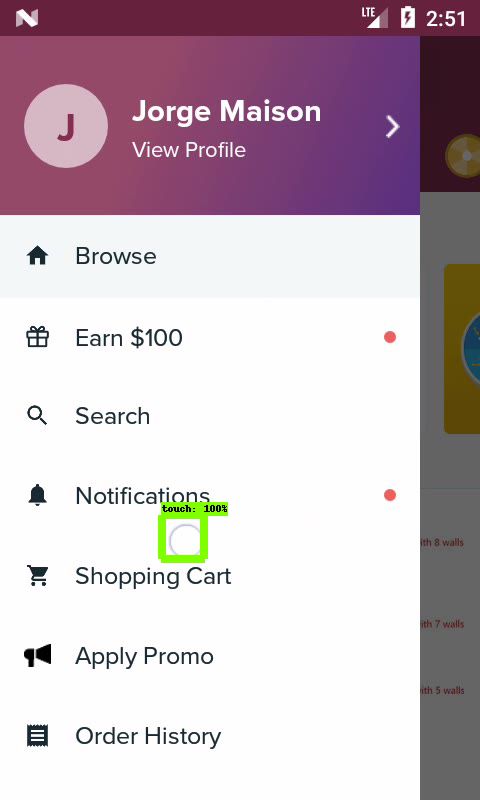 LTE 2:51
J
Jorge Maison
View Profile
Browse
Earn $100
Search
Notifications
touch: 100%
ith 8 walls
Shopping Cart
ith 7 walls
Apply Promo
ith 5 walls
Order History